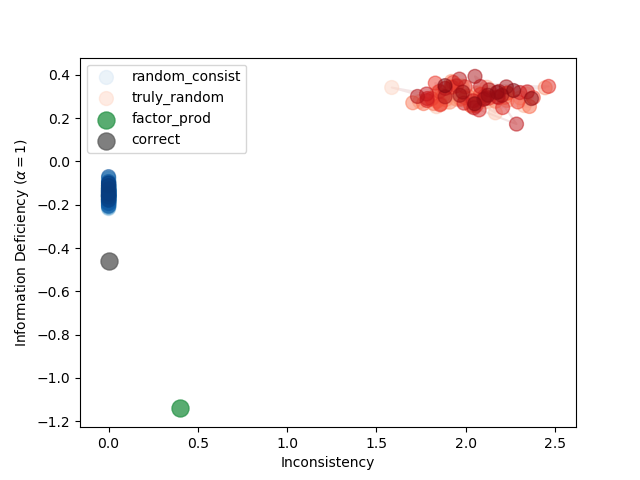 random_consist
truly_random
factor_prod
correct
0.4
0.2
0.0
−0.2
−0.4
−0.6
−0.8
−1.0
−1.2
Information Deficiency (α = 1)
0.0 0.5 1.0 1.5 2.0 2.5
Inconsistency